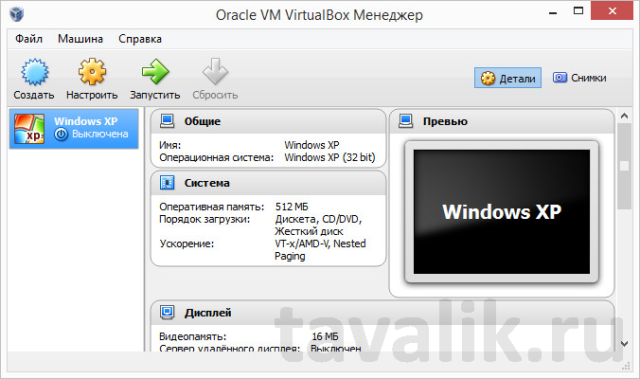 Oracle VM VirtualBox Менеджер
Файл Машина Справка
Создать Настроить Запустить Сбросить Детали Снимки
Windows XP
Выключена
xp
Общие
Имя: Windows XP
Операционная система: Windows XP (32 bit)
Система
Оперативная память: 512 МБ
Порядок загрузки: Дискета, CD/DVD,
Жесткий диск
Ускорение: VT-x/AMD-V, Nested
Paging
Превью
Windows XP
Дисплей
Видеопамять: 16 МБ
Сервер удалённого дисплея: Выключен
tavalik.ru